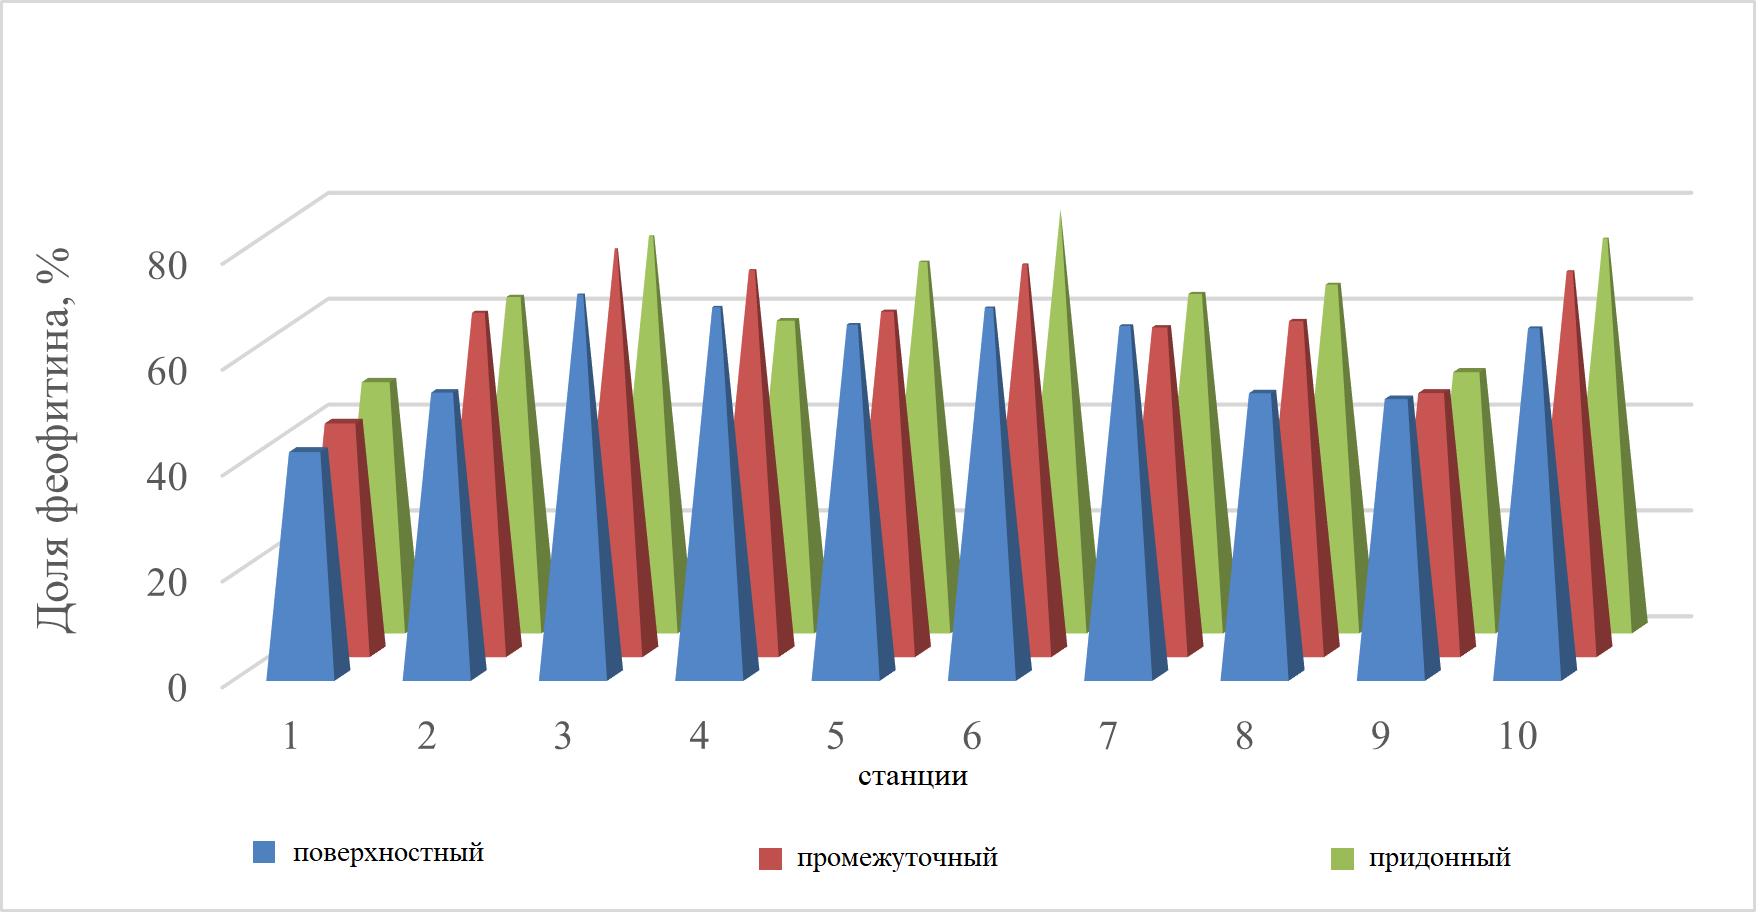 Доля феофитина, %
80
60
40
20
0
1 2 3 4 5 6 7 8 9 10
станции
поверхностный промежуточный придонный